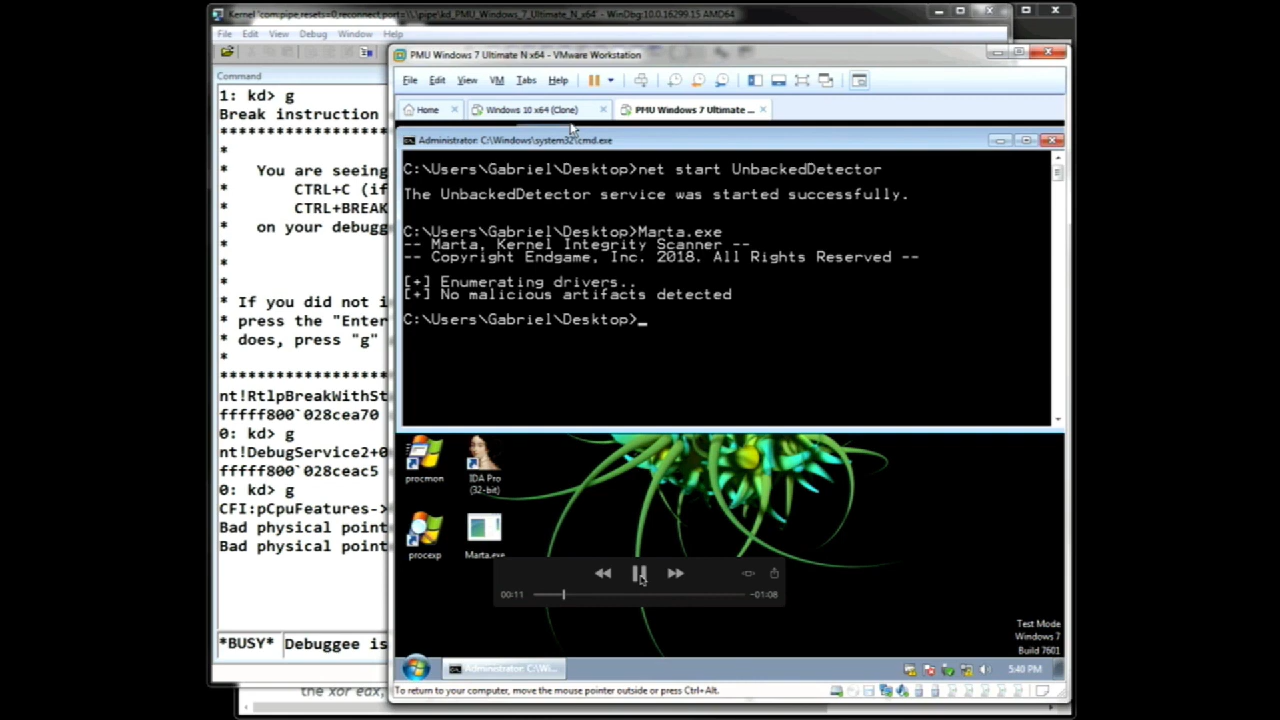 Kernel 'com:pipe,resets=0,reconnect,port=\\.\pipe\kd_PMU_Windows_7_Ultimate_N_x64' - WinDbg:10.0.16299.15 AMD64
File Edit View Debug Window Help
Command
1: kd> g
Break instruction
*******************
*
* You are seeing
* CTRL+C (if
* CTRL+BREAK
* on your debugg
*
*
*
* If you did not i
* press the "Enter
* does, press "g"
*
*******************
nt!RtlpBreakWithSt
fffff800`028cea70
0: kd> g
nt!DebugService2+0
fffff800`028ceac5
0: kd> g
CFI:pCpuFeatures->
Bad physical point
Bad physical point
*BUSY* Debuggee is
the xor eax,
PMU Windows 7 Ultimate N x64 - VMware Workstation
File Edit View VM Tabs Help
Home Windows 10 x64 (Clone) PMU Windows 7 Ultimate ...
Administrator: C:\Windows\system32\cmd.exe
C:\Users\Gabriel\Desktop>net start UnbackedDetector
The UnbackedDetector service was started successfully.
C:\Users\Gabriel\Desktop>Marta.exe
-- Marta, Kernel Integrity Scanner --
-- Copyright Endgame, Inc. 2018. All Rights Reserved --
[+] Enumerating drivers..
[+] No malicious artifacts detected
C:\Users\Gabriel\Desktop>_
procmon
IDA Pro
(32-bit)
procexp
Marta.exe
00:11 -01:08
Test Mode
Windows 7
Build 7601
Administrator: C:\Wi...
5:40 PM
To return to your computer, move the mouse pointer outside or press Ctrl+Alt.